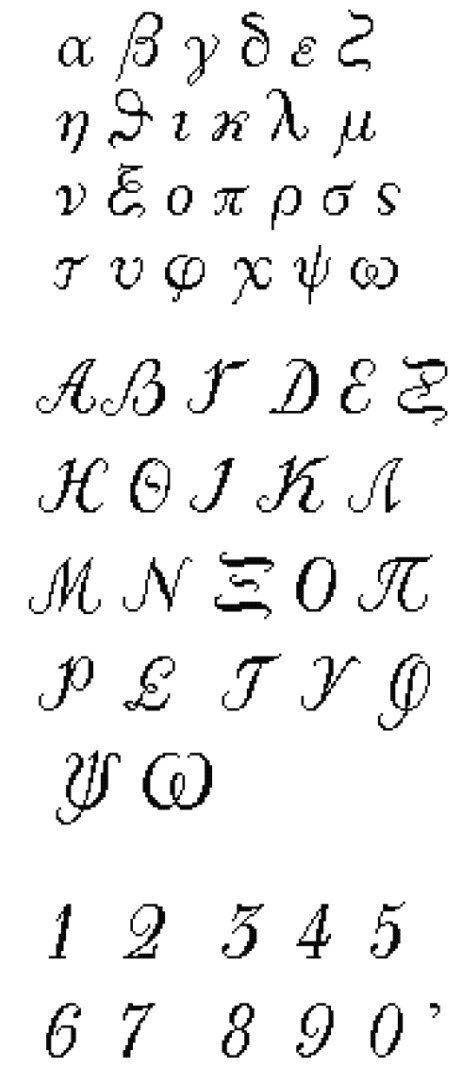 α β γ δ ε ζ
η ϑ ι κ λ μ
ν ξ ο π ρ σ ς
τ υ φ χ ψ ω
Α Β Γ Δ Ε Ξ
Η Θ Ι Κ Λ
Μ Ν Ξ Ο Π
Ρ Σ Τ Υ Φ
Ψ Ω
1 2 3 4 5
6 7 8 9 0 ’